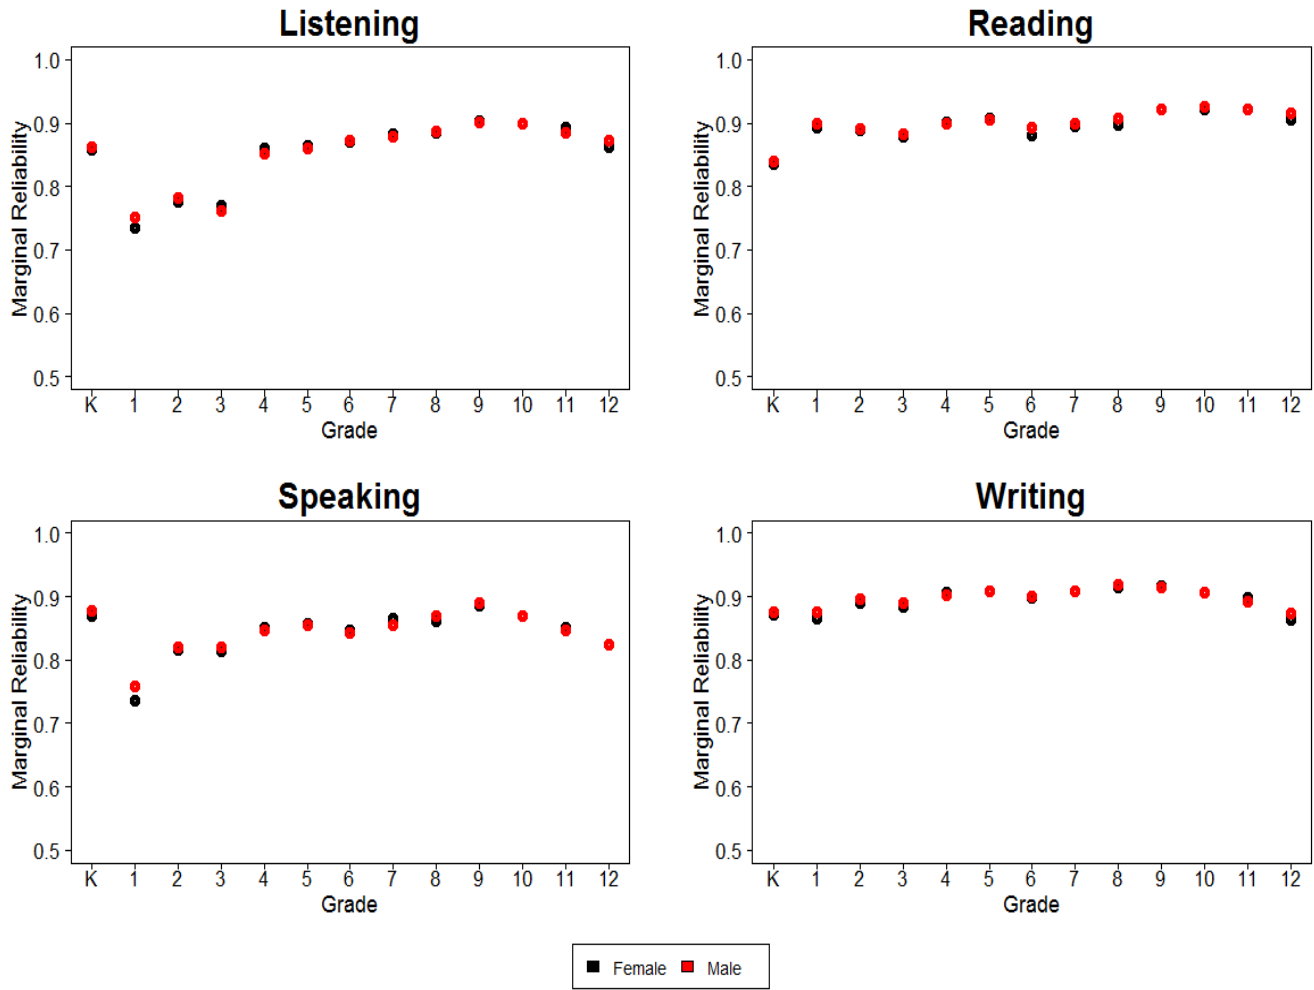 Listening
Marginal Reliability
1.0
0.9
0.8
0.7
0.6
0.5
K 1 2 3 4 5 6 7 8 9 10 11 12
Grade
Reading
Marginal Reliability
1.0
0.9
0.8
0.7
0.6
0.5
K 1 2 3 4 5 6 7 8 9 10 11 12
Grade
Speaking
Marginal Reliability
1.0
0.9
0.8
0.7
0.6
0.5
K 1 2 3 4 5 6 7 8 9 10 11 12
Grade
Writing
Marginal Reliability
1.0
0.9
0.8
0.7
0.6
0.5
K 1 2 3 4 5 6 7 8 9 10 11 12
Grade
Female Male